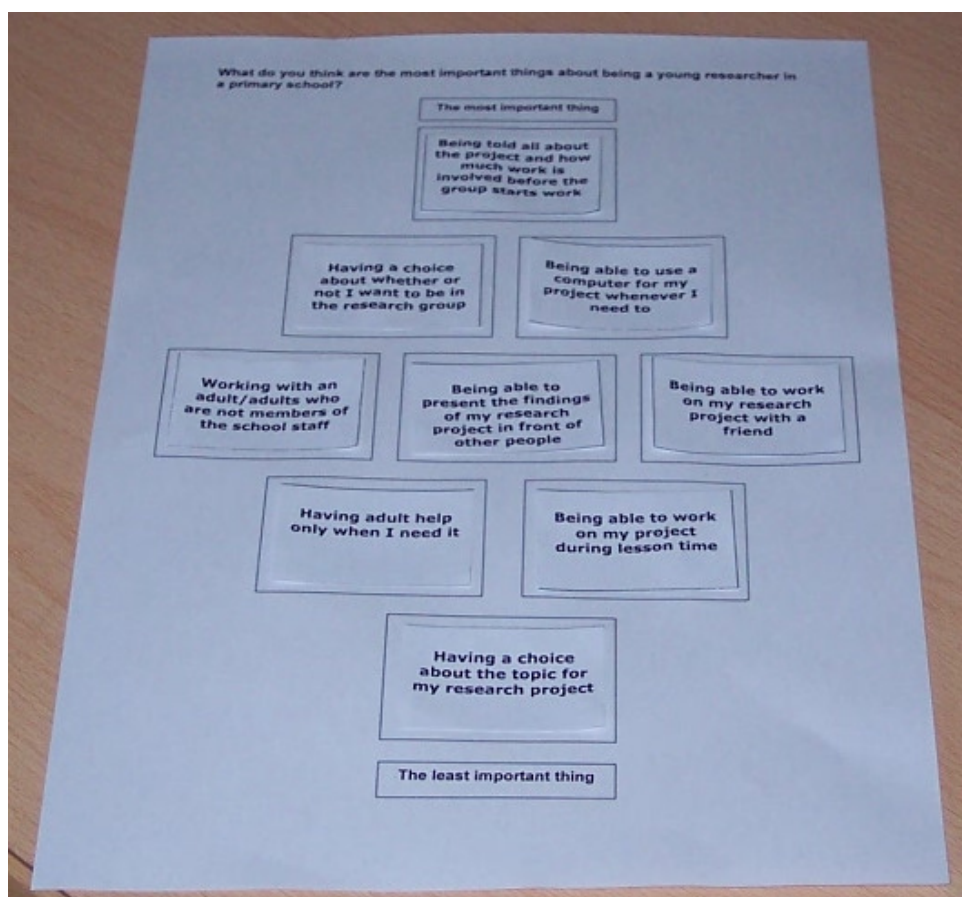 What do you think are the most important things about being a young researcher in
a primary school?
The most important thing
Being told all about
the project and how
much work is
involved before the
group starts work
Having a choice
about whether or
not I want to be in
the research group
Being able to use a
computer for my
project whenever I
need to
Working with an
adult/adults who
are not members of
the school staff
Being able to
present the findings
of my research
project in front of
other people
Being able to work
on my research
project with a
friend
Having adult help
only when I need it
Being able to work
on my project
during lesson time
Having a choice
about the topic for
my research project
The least important thing